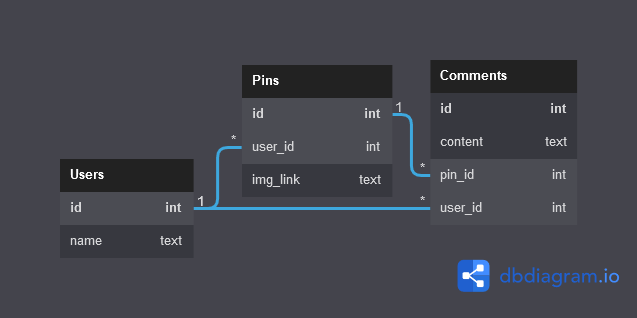 Users
id int
name text
1
*
Pins
id int
user_id int
img_link text
1
*
*
Comments
id int
content text
pin_id int
user_id int
dbdiagram.io